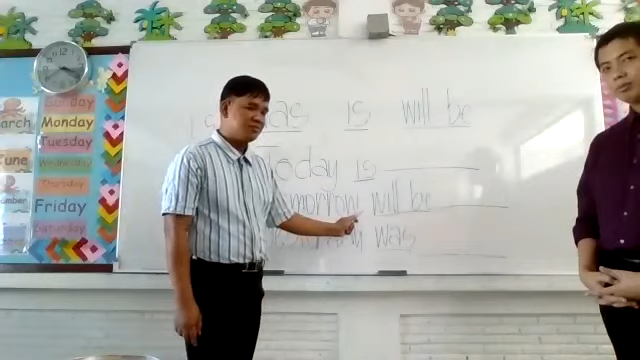 was is will be
Today is
Tomorrow will be
Yesterday was
Sunday
Monday
Tuesday
Wednesday
Thursday
Friday
Saturday
March
June